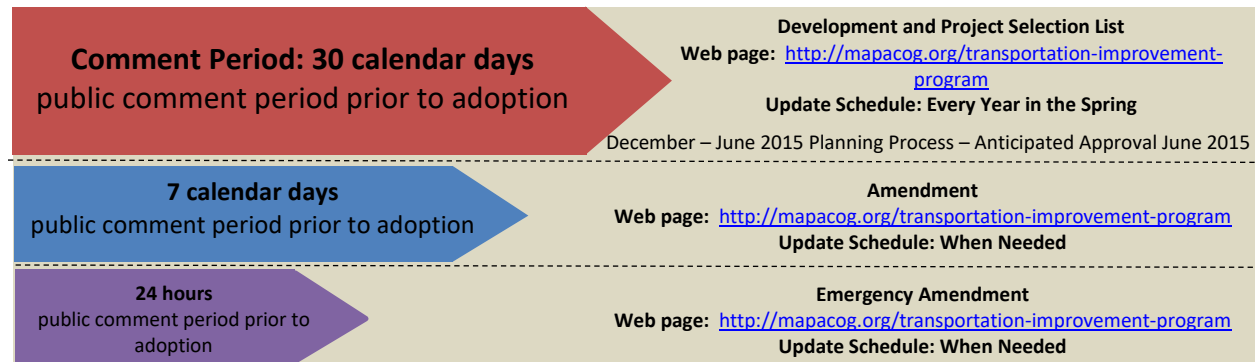 Comment Period: 30 calendar days
public comment period prior to adoption
Development and Project Selection List
Web page: http://mapacog.org/transportation-improvement-
program
Update Schedule: Every Year in the Spring
December – June 2015 Planning Process – Anticipated Approval June 2015
7 calendar days
public comment period prior to adoption
Amendment
Web page: http://mapacog.org/transportation-improvement-program
Update Schedule: When Needed
24 hours
public comment period prior to
adoption
Emergency Amendment
Web page: http://mapacog.org/transportation-improvement-program
Update Schedule: When Needed